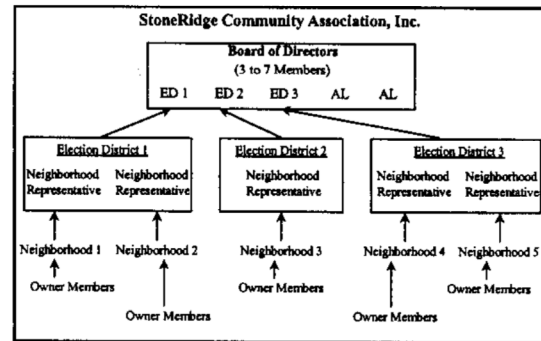 StoneRidge Community Association, Inc.
Board of Directors
(3 to 7 Members)
ED 1 ED 2 ED 3 AL AL
Election District 1
Neighborhood Neighborhood
Representative Representative
Election District 2
Neighborhood
Representative
Election District 3
Neighborhood Neighborhood
Representative Representative
Neighborhood 1 Neighborhood 2 Neighborhood 3 Neighborhood 4 Neighborhood 5
Owner Members
Owner Members
Owner Members
Owner Members
Owner Members